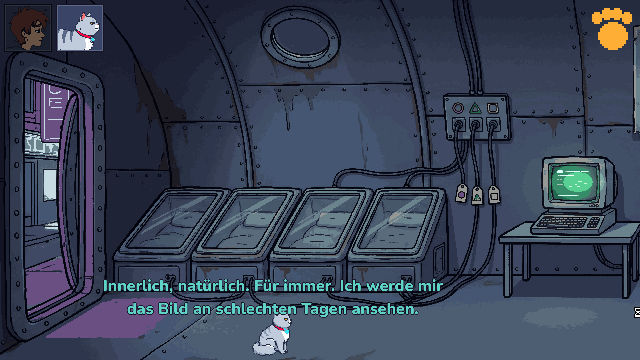 Innerlich, natürlich. Für immer. Ich werde mir
das Bild an schlechten Tagen ansehen.